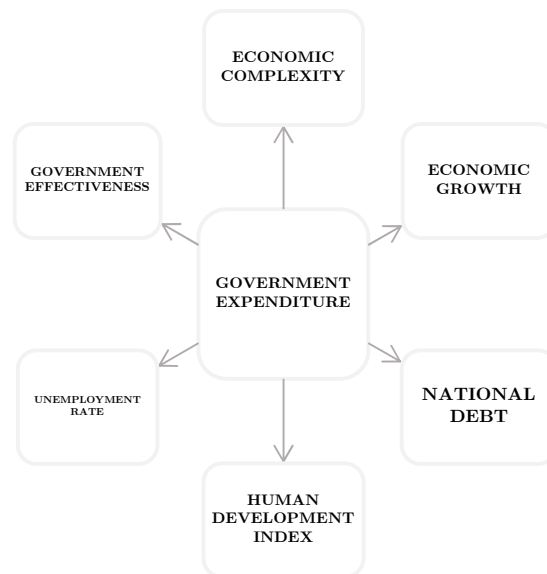 ECONOMIC
COMPLEXITY
GOVERNMENT
EFFECTIVENESS
ECONOMIC
GROWTH
GOVERNMENT
EXPENDITURE
UNEMPLOYMENT
RATE
NATIONAL
DEBT
HUMAN
DEVELOPMENT
INDEX